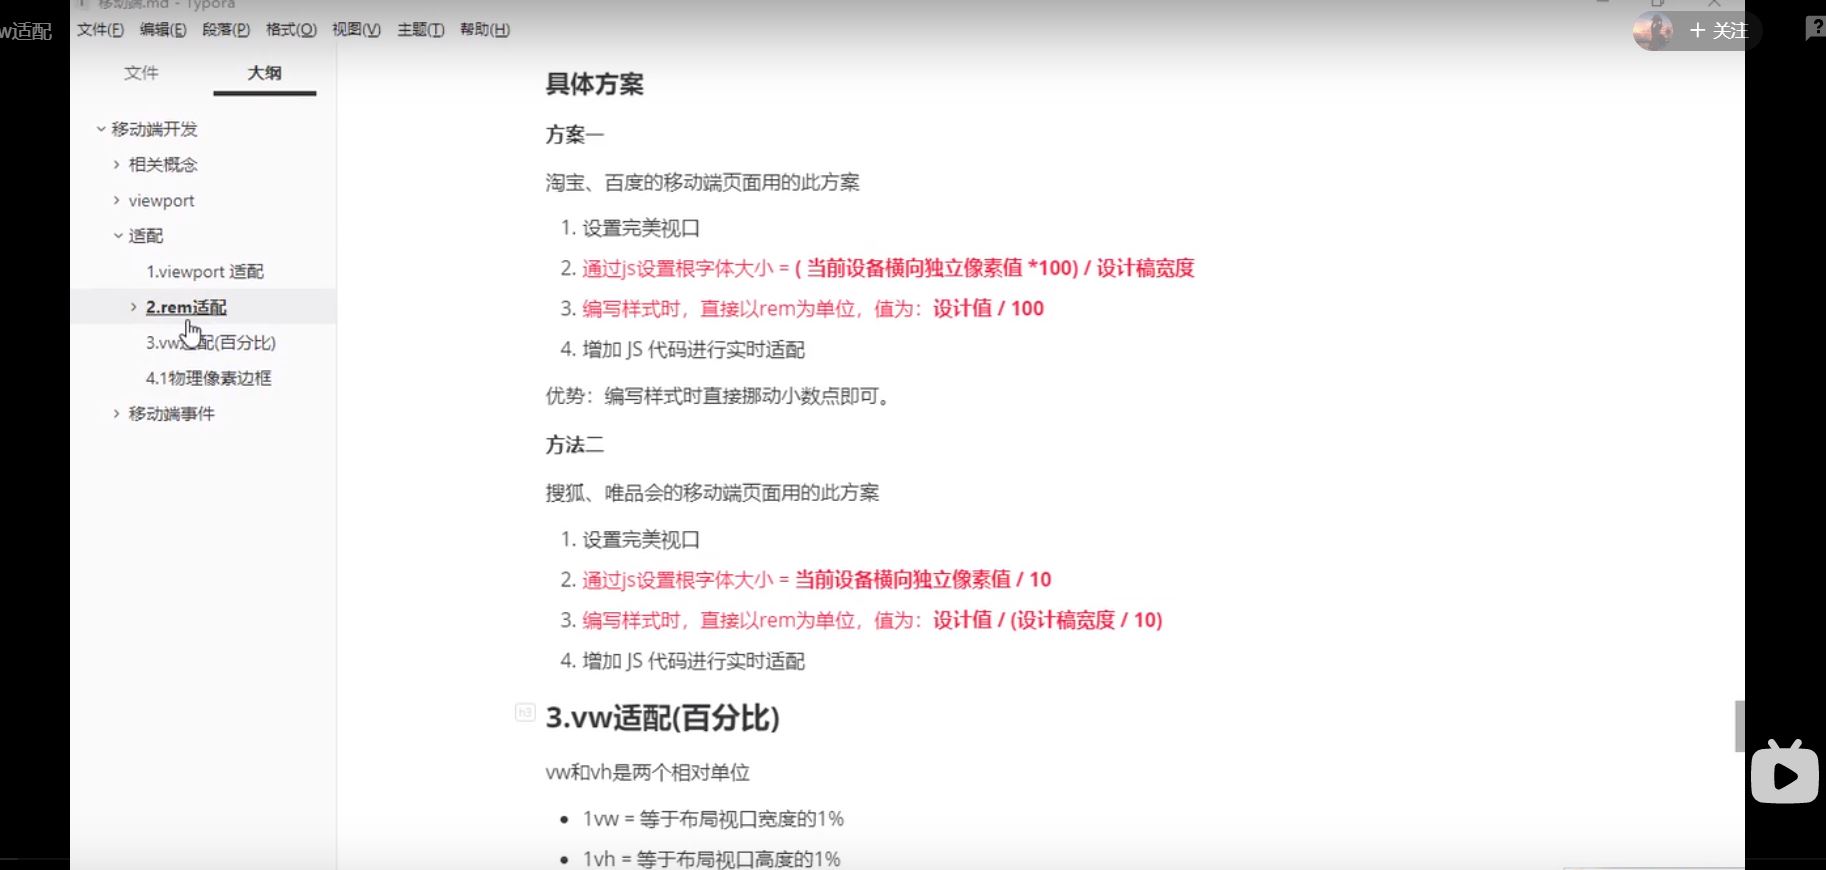 移动端.md - Typora
w适配
文件(F) 编辑(E) 段落(P) 格式(O) 视图(V) 主题(T) 帮助(H)
+ 关注
文件 大纲
移动端开发
相关概念
viewport
适配
1.viewport 适配
2.rem适配
3.vw适配(百分比)
4.1物理像素边框
移动端事件
具体方案
方案一
淘宝、百度的移动端页面用的此方案
1. 设置完美视口
2. 通过js设置根字体大小 = ( 当前设备横向独立像素值 *100) / 设计稿宽度
3. 编写样式时，直接以rem为单位，值为：设计值 / 100
4. 增加 JS 代码进行实时适配
优势：编写样式时直接挪动小数点即可。
方法二
搜狐、唯品会的移动端页面用的此方案
1. 设置完美视口
2. 通过js设置根字体大小 = 当前设备横向独立像素值 / 10
3. 编写样式时，直接以rem为单位，值为：设计值 / (设计稿宽度 / 10)
4. 增加 JS 代码进行实时适配
h3
3.vw适配(百分比)
vw和vh是两个相对单位
• 1vw = 等于布局视口宽度的1%
• 1vh = 等于布局视口高度的1%